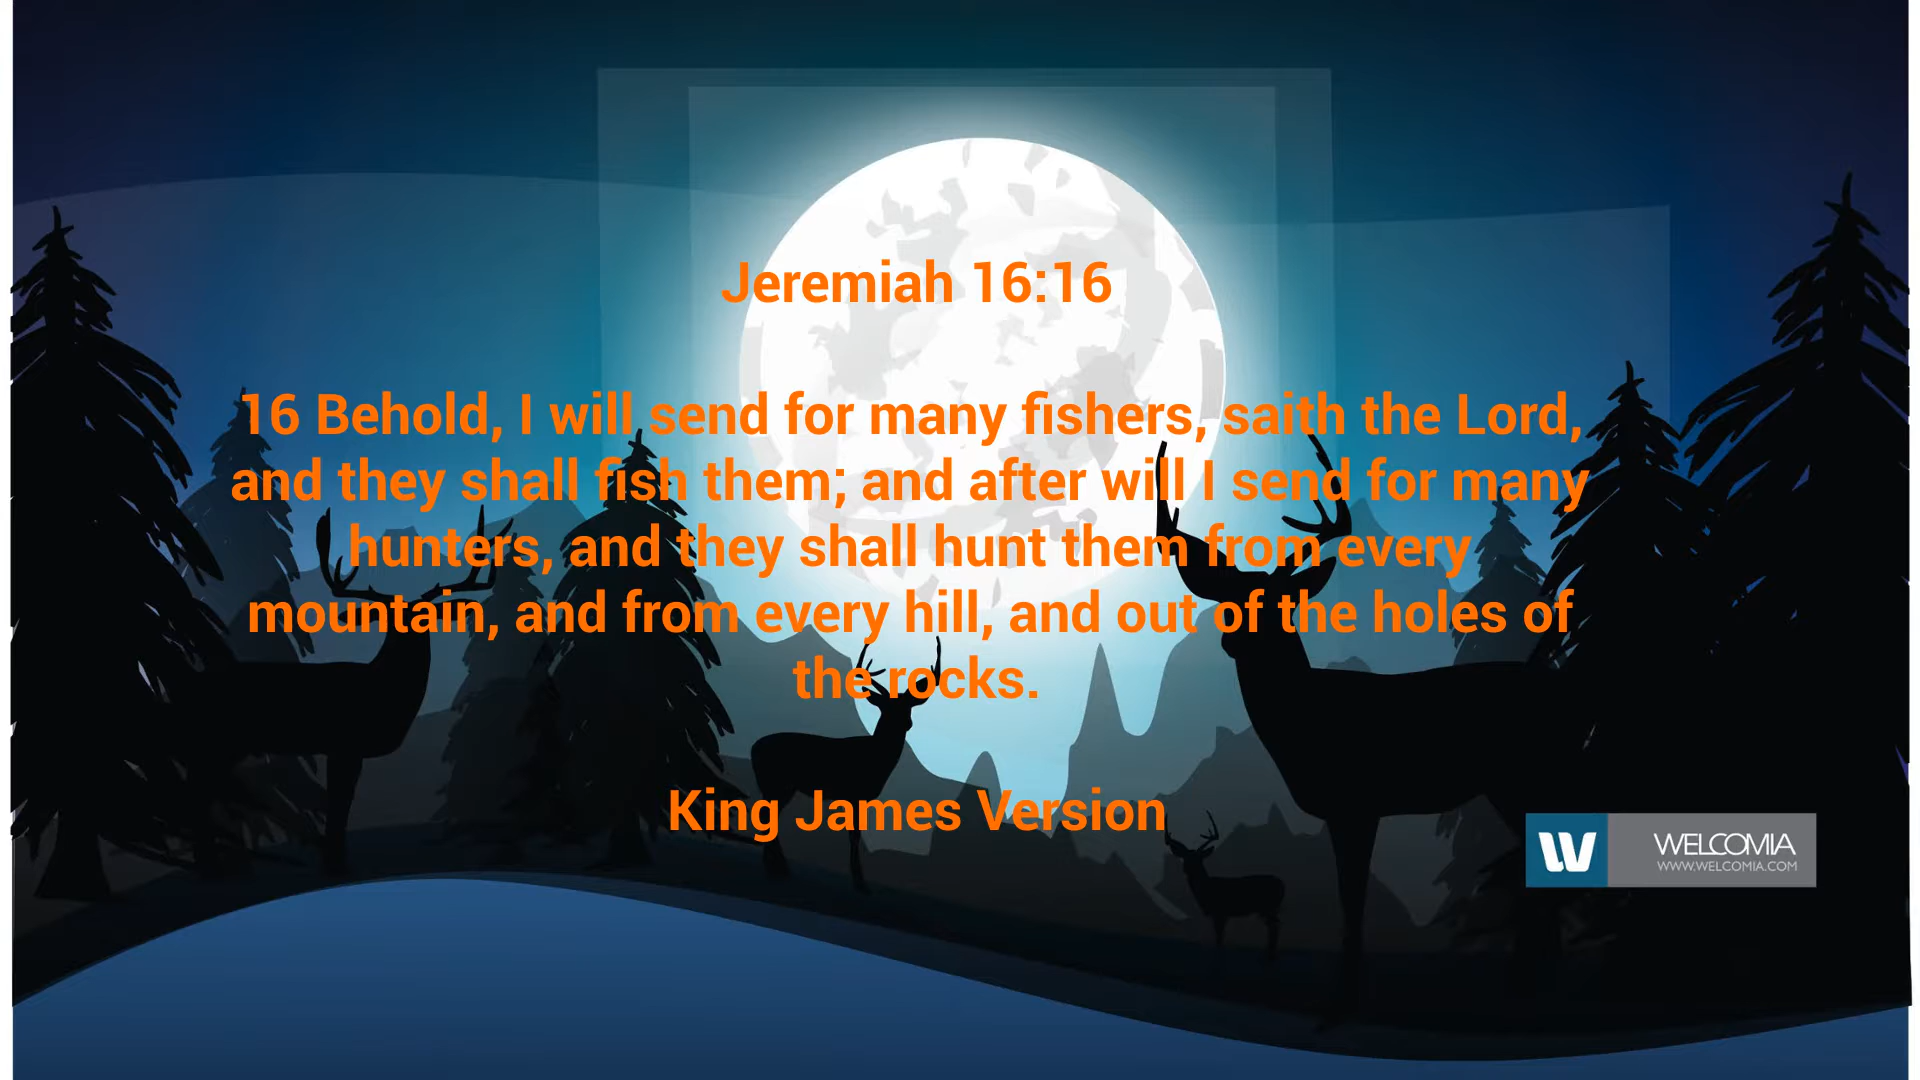 Jeremiah 16:16
16 Behold, I will send for many fishers, saith the Lord,
and they shall fish them; and after will I send for many
hunters, and they shall hunt them from every
mountain, and from every hill, and out of the holes of
the rocks.
King James Version
W WELCOMIA
WWW.WELCOMIA.COM